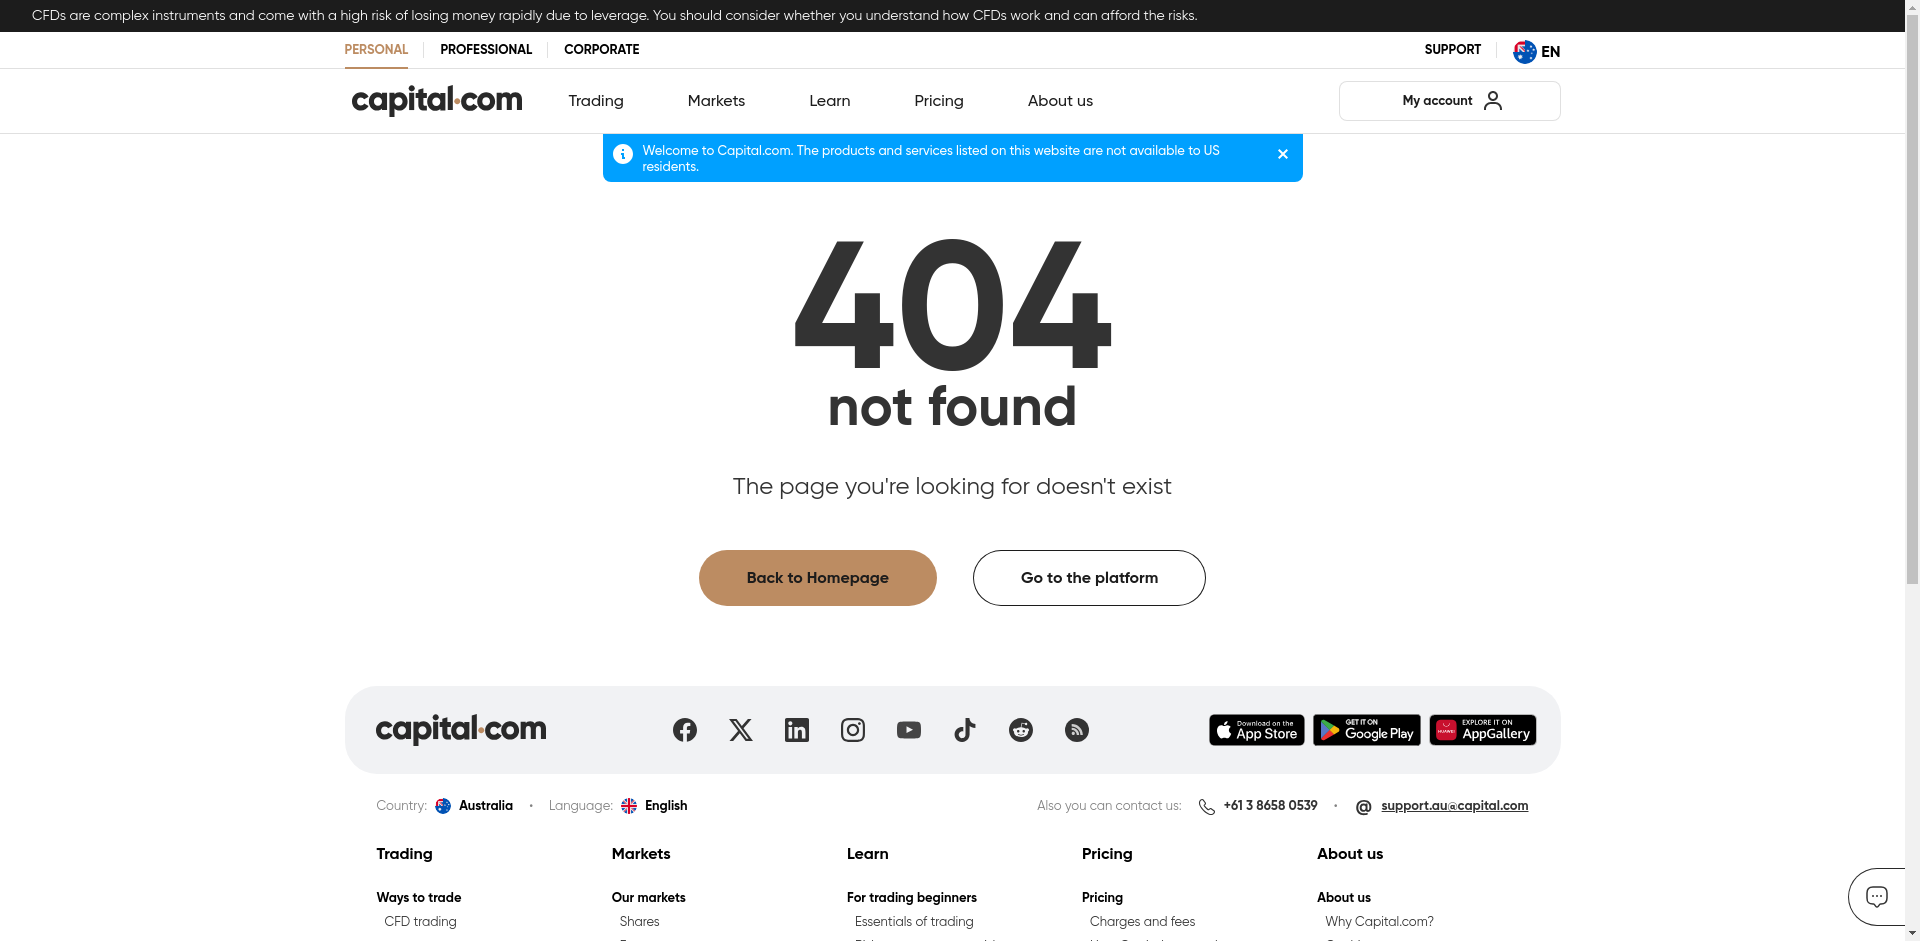 CFDs are complex instruments and come with a high risk of losing money rapidly due to leverage. You should consider whether you understand how CFDs work and can afford the risks.
PERSONAL
PROFESSIONAL
CORPORATE
SUPPORT
EN
capital.com
Trading
Markets
Learn
Pricing
About us
My account
Welcome to Capital.com. The products and services listed on this website are not available to US
residents.
404
not found
The page you're looking for doesn't exist
Back to Homepage
Go to the platform
capital.com
Download on the
App Store
GET IT ON
Google Play
HUAWEI
EXPLORE IT ON
AppGallery
Country: Australia
Language: English
Also you can contact us:
+61 3 8658 0539
support.au@capital.com
Trading
Markets
Learn
Pricing
About us
Ways to trade
Our markets
For trading beginners
Pricing
About us
CFD trading
Shares
Essentials of trading
Charges and fees
Why Capital.com?